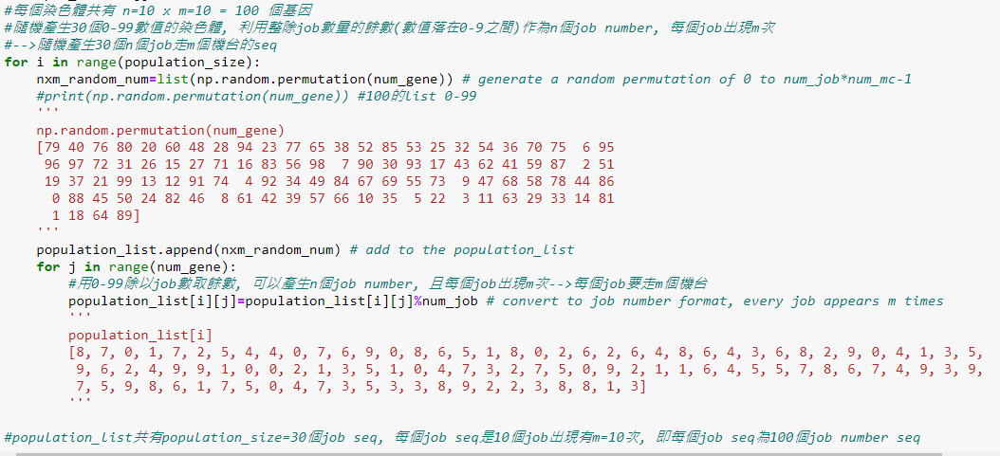 #每個染色體共有 n=10 x m=10 = 100 個基因
#隨機產生30個0-99數值的染色體, 利用整除job數量的餘數(數值落在0-9之間)作為n個job number, 每個job出現m次
#-->隨機產生30個n個job走m個機台的seq
for i in range(population_size):
nxm_random_num=list(np.random.permutation(num_gene)) # generate a random permutation of 0 to num_job*num_mc-1
#print(np.random.permutation(num_gene)) #100的list 0-99
'''
np.random.permutation(num_gene)
[79 40 76 80 20 60 48 28 94 23 77 65 38 52 85 53 25 32 54 36 70 75 6 95
96 97 72 31 26 15 27 71 16 83 56 98 7 90 30 93 17 43 62 41 59 87 2 51
19 37 21 99 13 12 91 74 4 92 34 49 84 67 69 55 73 9 47 68 58 78 44 86
0 88 45 50 24 82 46 8 61 42 39 57 66 10 35 5 22 3 11 63 29 33 14 81
1 18 64 89]
'''
population_list.append(nxm_random_num) # add to the population_list
for j in range(num_gene):
#用0-99除以job數取餘數, 可以產生n個job number, 且每個job出現m次-->每個job要走m個機台
population_list[i][j]=population_list[i][j]%num_job # convert to job number format, every job appears m times
'''
population_list[i]
[8, 7, 0, 1, 7, 2, 5, 4, 4, 0, 7, 6, 9, 0, 8, 6, 5, 1, 8, 0, 2, 6, 2, 6, 4, 8, 6, 4, 3, 6, 8, 2, 9, 0, 4, 1, 3, 5,
9, 6, 2, 4, 9, 9, 1, 0, 0, 2, 1, 3, 5, 1, 0, 4, 7, 3, 2, 7, 5, 0, 9, 2, 1, 1, 6, 4, 5, 5, 7, 8, 6, 7, 4, 9, 3, 9,
7, 5, 9, 8, 6, 1, 7, 5, 0, 4, 7, 3, 5, 3, 3, 8, 9, 2, 2, 3, 8, 8, 1, 3]
'''
#population_list共有population_size=30個job seq, 每個job seq是10個job出現有m=10次, 即每個job seq為100個job number seq